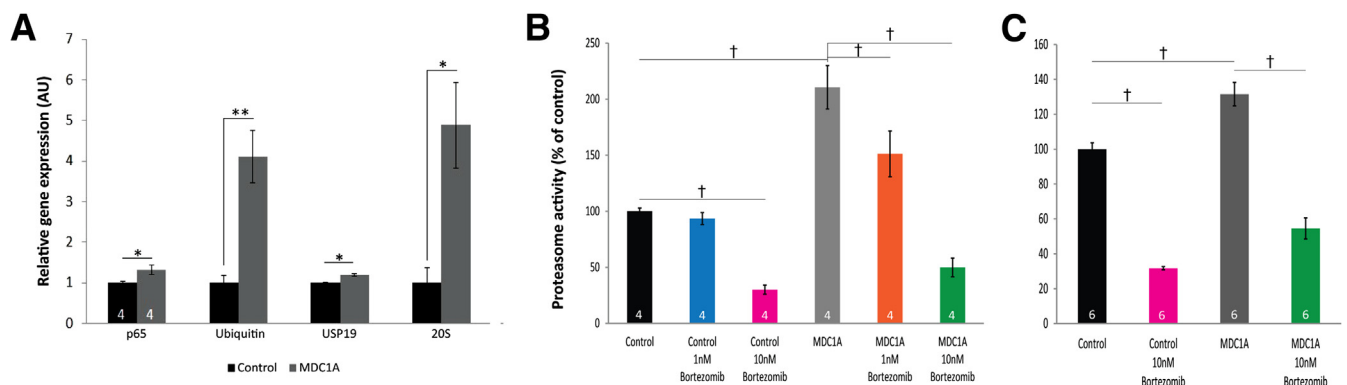 A
Relative gene expression (AU)
7
6
5
4
3
2
1
0
*
**
*
*
4 4
p65 Ubiquitin USP19 20S
Control MDC1A
B
Proteasome activity (% of control)
250
200
150
100
50
0
†
†
†
†
4 4 4 4 4 4
Control
Control
1nM
Bortezomib
Control
10nM
Bortezomib
MDC1A
MDC1A
1nM
Bortezomib
MDC1A
10nM
Bortezomib
C
160
140
120
100
80
60
40
20
0
†
†
†
6 6 6 6
Control
Control
10nM
Bortezomib
MDC1A
MDC1A
10nM
Bortezomib